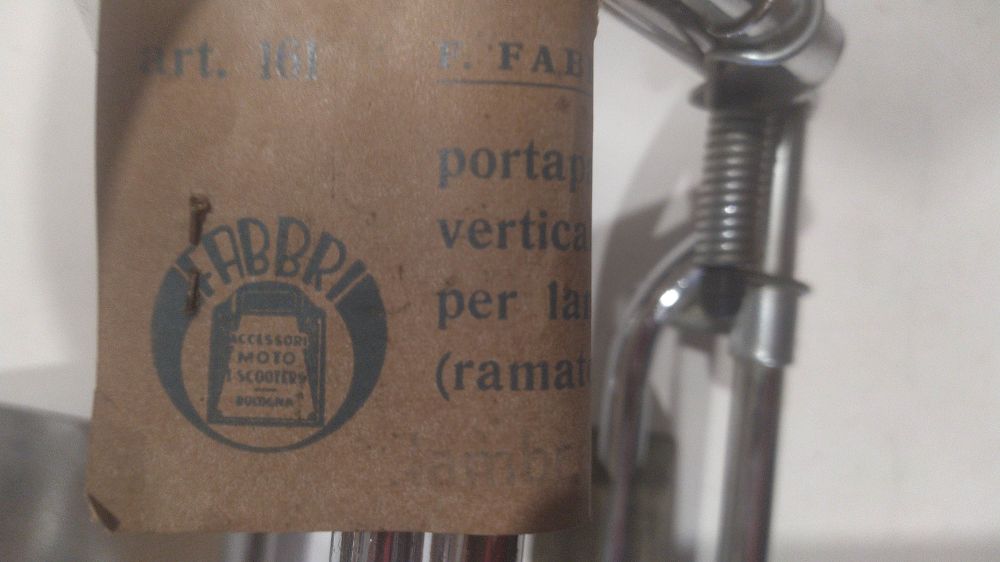 art. 161
F. FAB
portap
vertica
per la
(ramat
FABBRI
ACCESSORI
MOTO
E SCOOTERS
BOLOGNA